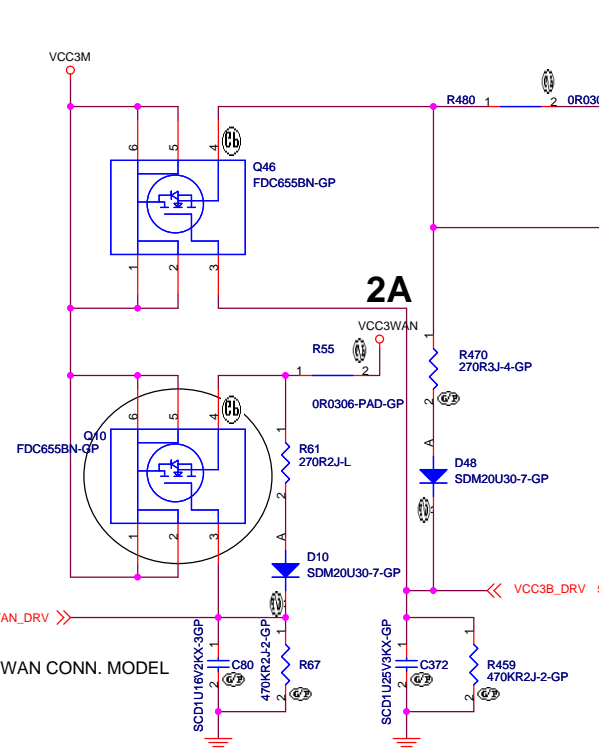 VCC3M
R480 1 2 0R030
6 5 4
Q46
FDC655BN-GP
1 2 3
2A
VCC3WAN
R55
1 2
0R0306-PAD-GP
1
R470
270R3J-4-GP
2 G/P
6 5 4
Q10
FDC655BN-GP
1
R61
270R2J-L
2
A
D48
SDM20U30-7-GP
1 2 3
A
D10
SDM20U30-7-GP
VCC3B_DRV
AN_DRV
WAN CONN. MODEL
SCD1U16V2KX-3GP
1
C80
2 G/P
470KR2J-2-GP
1
R67
2 G/P
SCD1U25V3KX-GP
1
C372
2 G/P
1
R459
470KR2J-2-GP
2 G/P